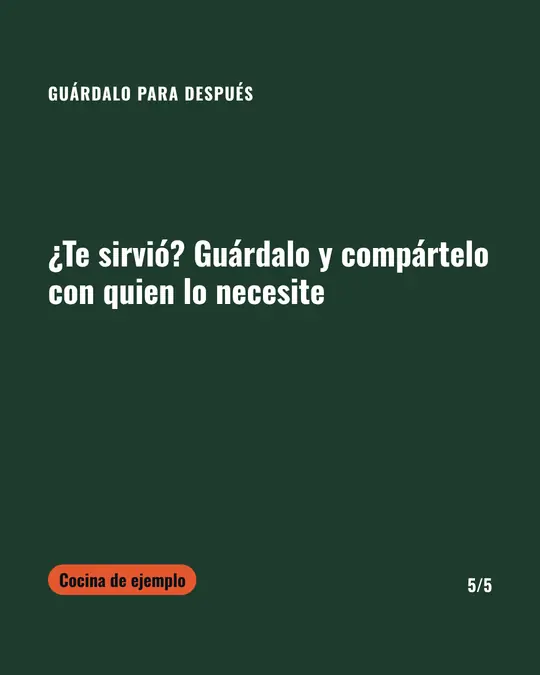 GUÁRDALO PARA DESPUÉS
¿Te sirvió? Guárdalo y compártelo
con quien lo necesite
Cocina de ejemplo
5/5